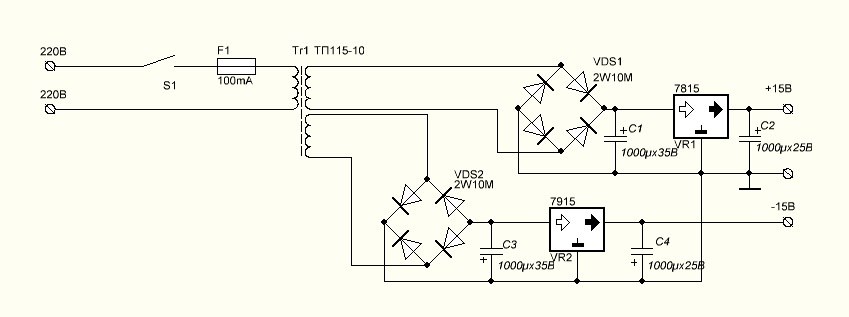 220В
S1
F1
100mA
Tr1 ТП115-10
VDS1
2W10M
7815
+15В
C1
1000µx35В
VR1
C2
1000µx25В
220В
VDS2
2W10M
7915
-15В
C3
1000µx35В
VR2
C4
1000µx25В